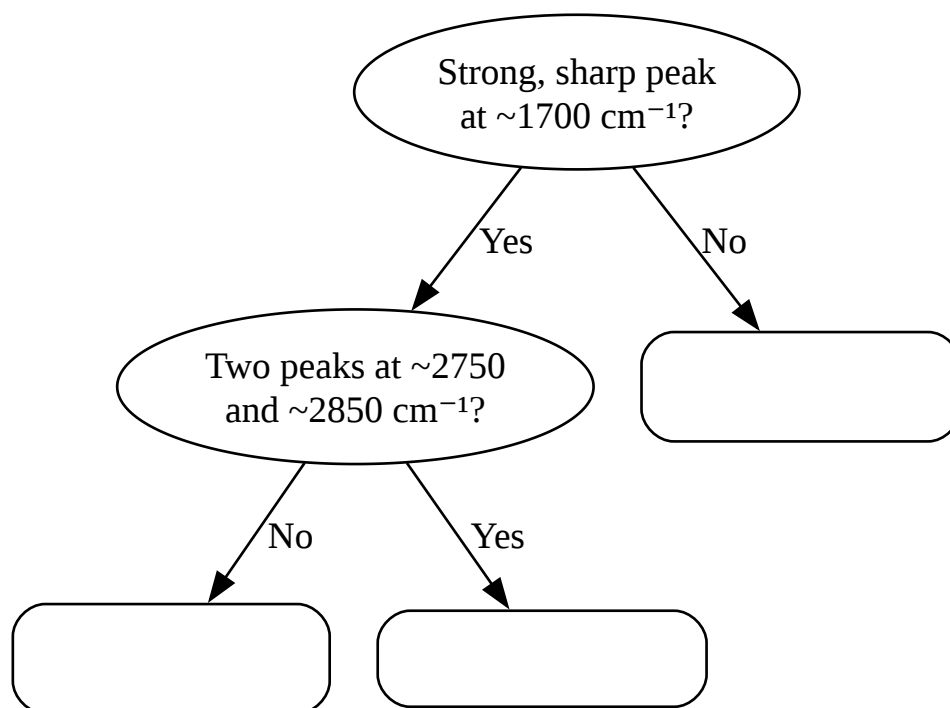 Strong, sharp peak
at ~1700 cm⁻¹?
Yes
No
Two peaks at ~2750
and ~2850 cm⁻¹?
No
Yes